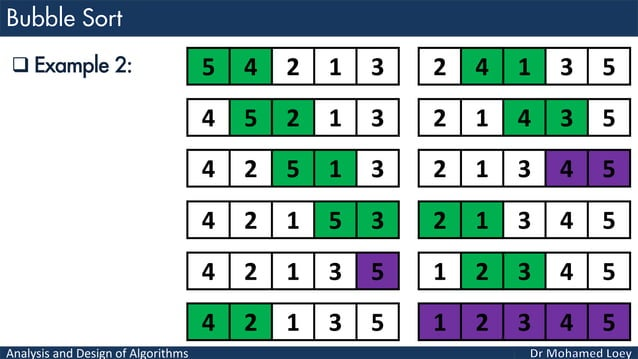 Bubble Sort
❑ Example 2:
5 4 2 1 3
4 5 2 1 3
4 2 5 1 3
4 2 1 5 3
4 2 1 3 5
4 2 1 3 5
2 4 1 3 5
2 1 4 3 5
2 1 3 4 5
2 1 3 4 5
1 2 3 4 5
1 2 3 4 5
Analysis and Design of Algorithms
Dr Mohamed Loey